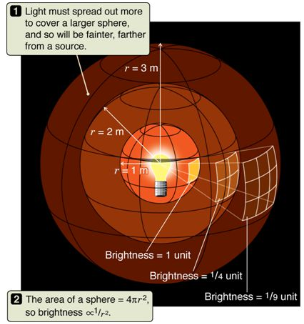 1 Light must spread out more
to cover a larger sphere,
and so will be fainter, farther
from a source.
r = 3 m
r = 2 m
r = 1 m
Brightness = 1 unit
Brightness = 1/4 unit
Brightness = 1/9 unit
2 The area of a sphere = 4πr²,
so brightness ∝1/r².